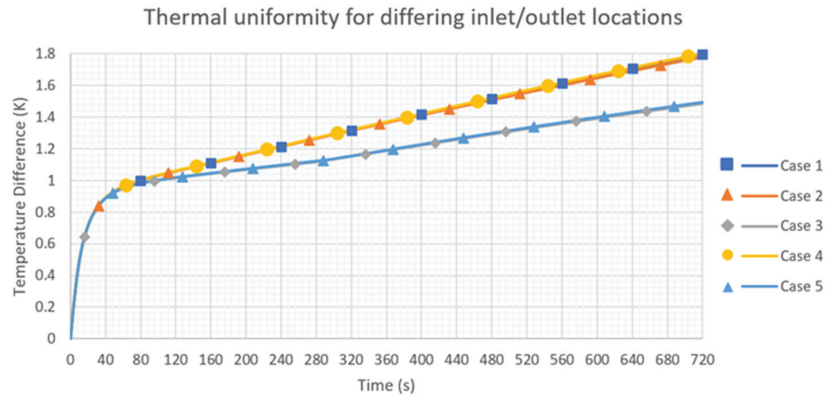 Thermal uniformity for differing inlet/outlet locations
Temperature Difference (K)
1.8
1.6
1.4
1.2
1
0.8
0.6
0.4
0.2
0
0 40 80 120 160 200 240 280 320 360 400 440 480 520 560 600 640 680 720
Time (s)
Case 1
Case 2
Case 3
Case 4
Case 5